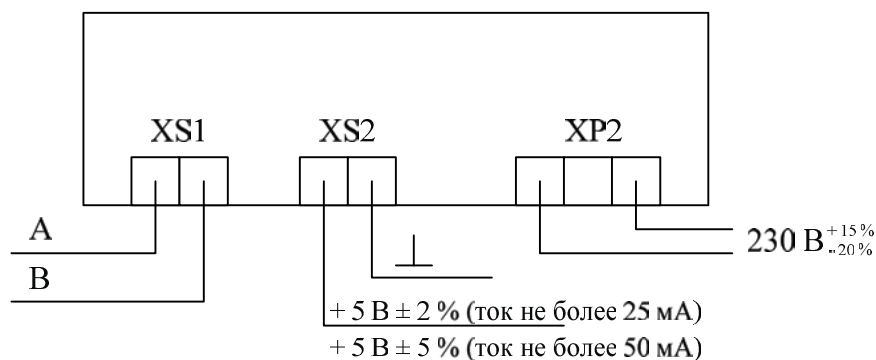 XS1 XS2 XP2
A
B
230 В +15 %
-20%
+ 5 В ± 2 % (ток не более 25 мА)
+ 5 В ± 5 % (ток не более 50 мА)